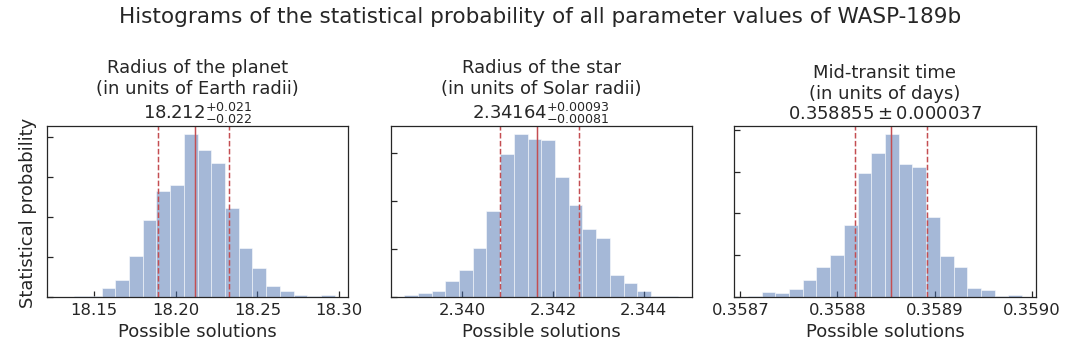 Histograms of the statistical probability of all parameter values of WASP-189b
Radius of the planet
(in units of Earth radii)
18.212+0.021 −0.022
Statistical probability
18.15 18.20 18.25 18.30
Possible solutions
Radius of the star
(in units of Solar radii)
2.34164+0.00093 −0.00081
2.340 2.342 2.344
Possible solutions
Mid-transit time
(in units of days)
0.358855 ± 0.000037
0.3587 0.3588 0.3589 0.3590
Possible solutions